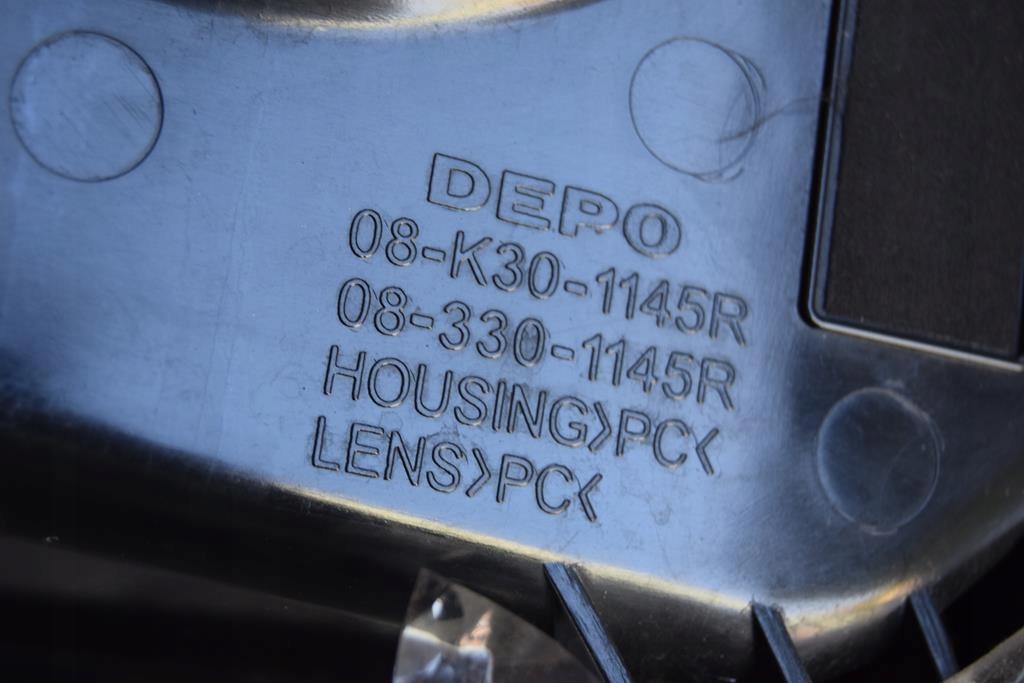 DEPO
08-K30-1145R
08-330-1145R
HOUSING>PC<
LENS>PC<